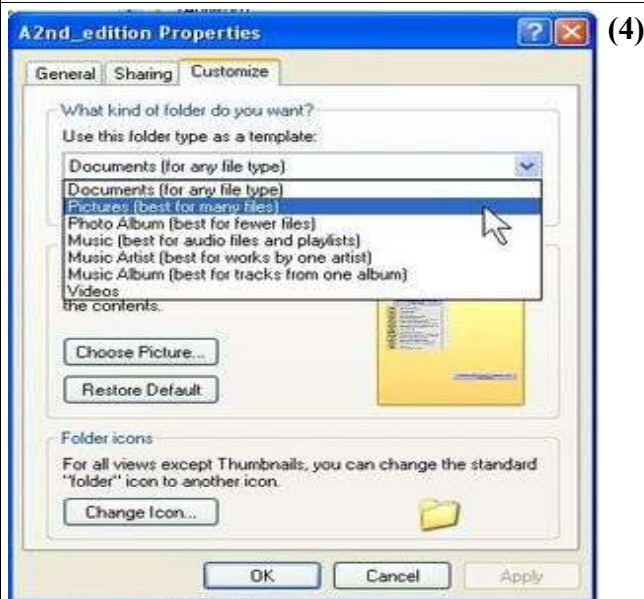 A2nd_edition Properties
(4)
General Sharing Customize
What kind of folder do you want?
Use this folder type as a template:
Documents (for any file type)
Documents (for any file type)
Pictures (best for many files)
Photo Album (best for fewer files)
Music (best for audio files and playlists)
Music Artist (best for works by one artist)
Music Album (best for tracks from one album)
Videos
the contents.
Choose Picture...
Restore Default
Folder icons
For all views except Thumbnails, you can change the standard
"folder" icon to another icon.
Change Icon...
OK Cancel Apply